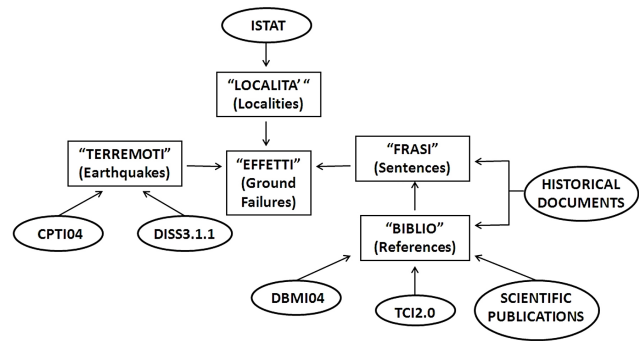 ISTAT
“LOCALITA’ “
(Localities)
“TERREMOTI”
(Earthquakes)
“EFFETTI”
(Ground
Failures)
“FRASI”
(Sentences)
HISTORICAL
DOCUMENTS
CPTI04
DISS3.1.1
“BIBLIO”
(References)
DBMI04
TCI2.0
SCIENTIFIC
PUBLICATIONS